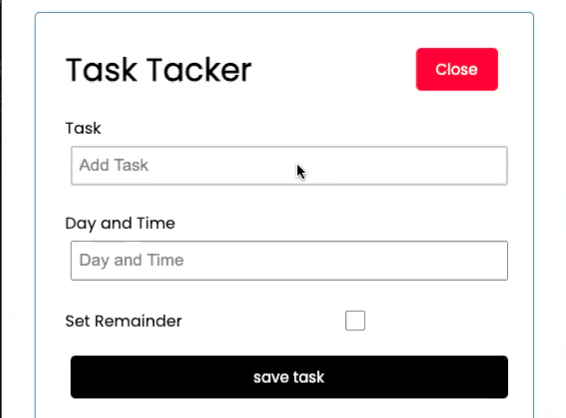 Task Tacker
Close
Task
Add Task
Day and Time
Day and Time
Set Remainder
save task